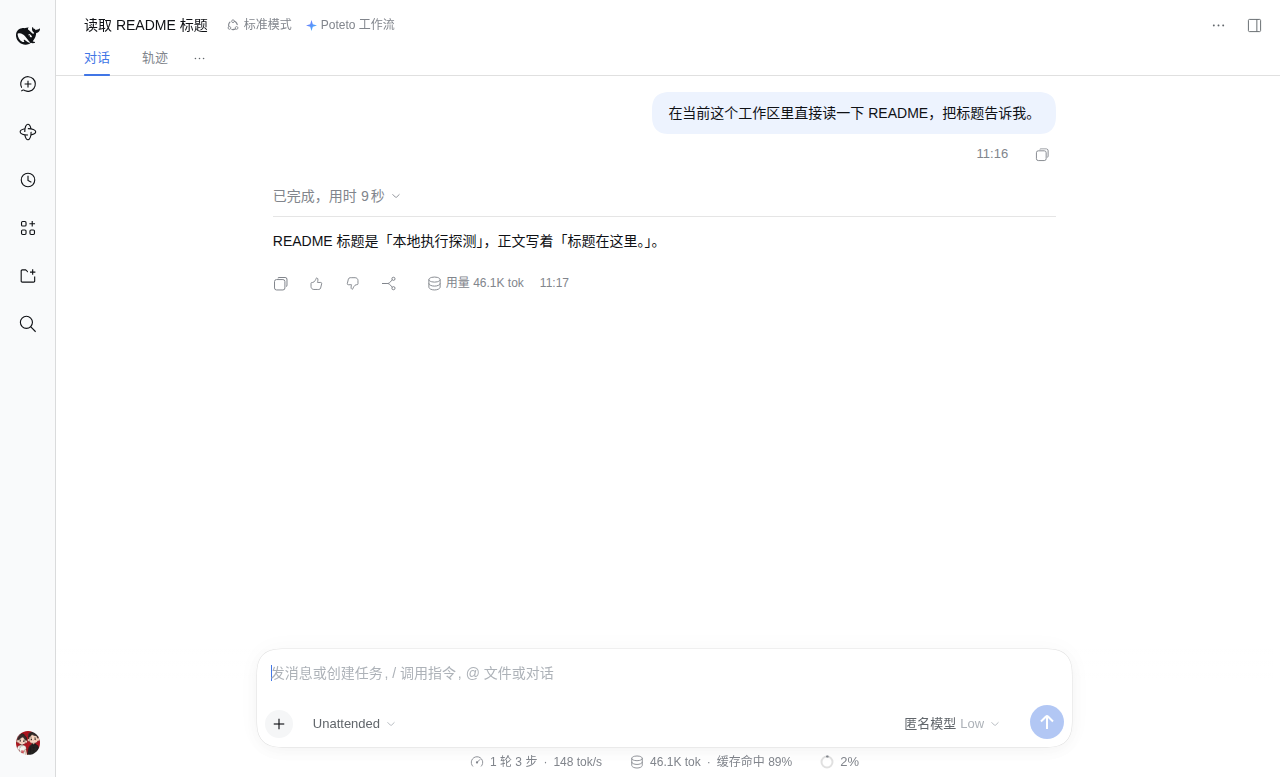 读取 README 标题 标准模式 Poteto 工作流
对话 轨迹
在当前这个工作区里直接读一下 README，把标题告诉我。
11:16
已完成，用时 9秒
README 标题是「本地执行探测」，正文写着「标题在这里。」。
用量 46.1K tok 11:17
发消息或创建任务, / 调用指令, @ 文件或对话
Unattended 匿名模型 Low
1 轮 3 步 · 148 tok/s 46.1K tok · 缓存命中 89% 2%